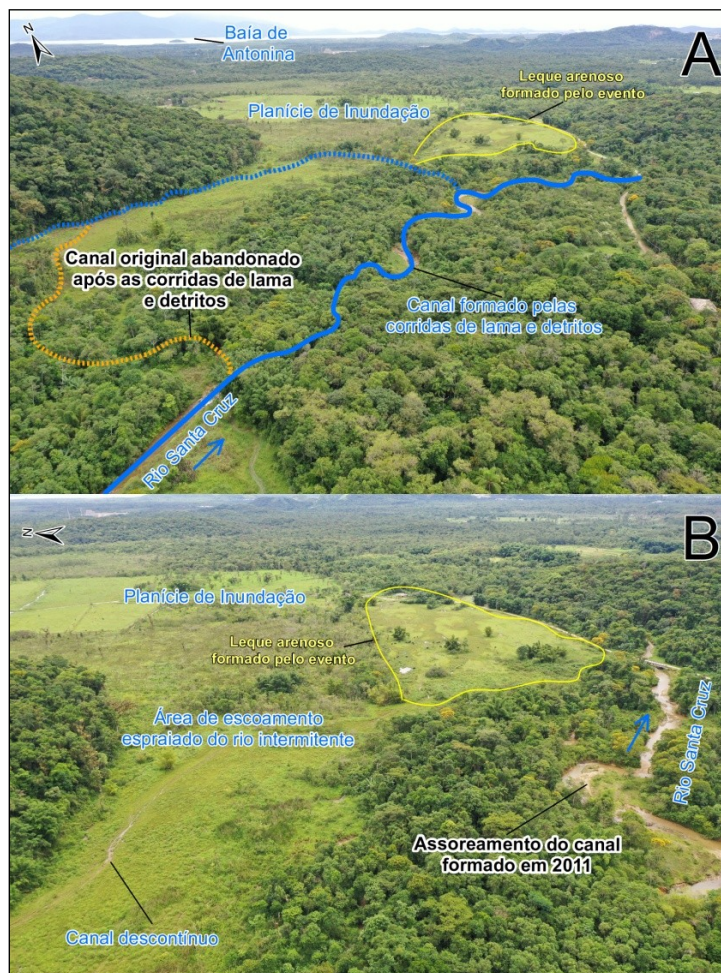 N
Baía de
Antonina
A
Leque arenoso
formado pelo evento
Planície de Inundação
Canal original abandonado
após as corridas de lama
e detritos
Canal formado pelas
corridas de lama e detritos
Rio Santa Cruz
N
B
Planície de Inundação
Leque arenoso
formado pelo evento
Área de escoamento
espraiado do rio intermitente
Rio Santa Cruz
Assoreamento do canal
formado em 2011
Canal descontínuo